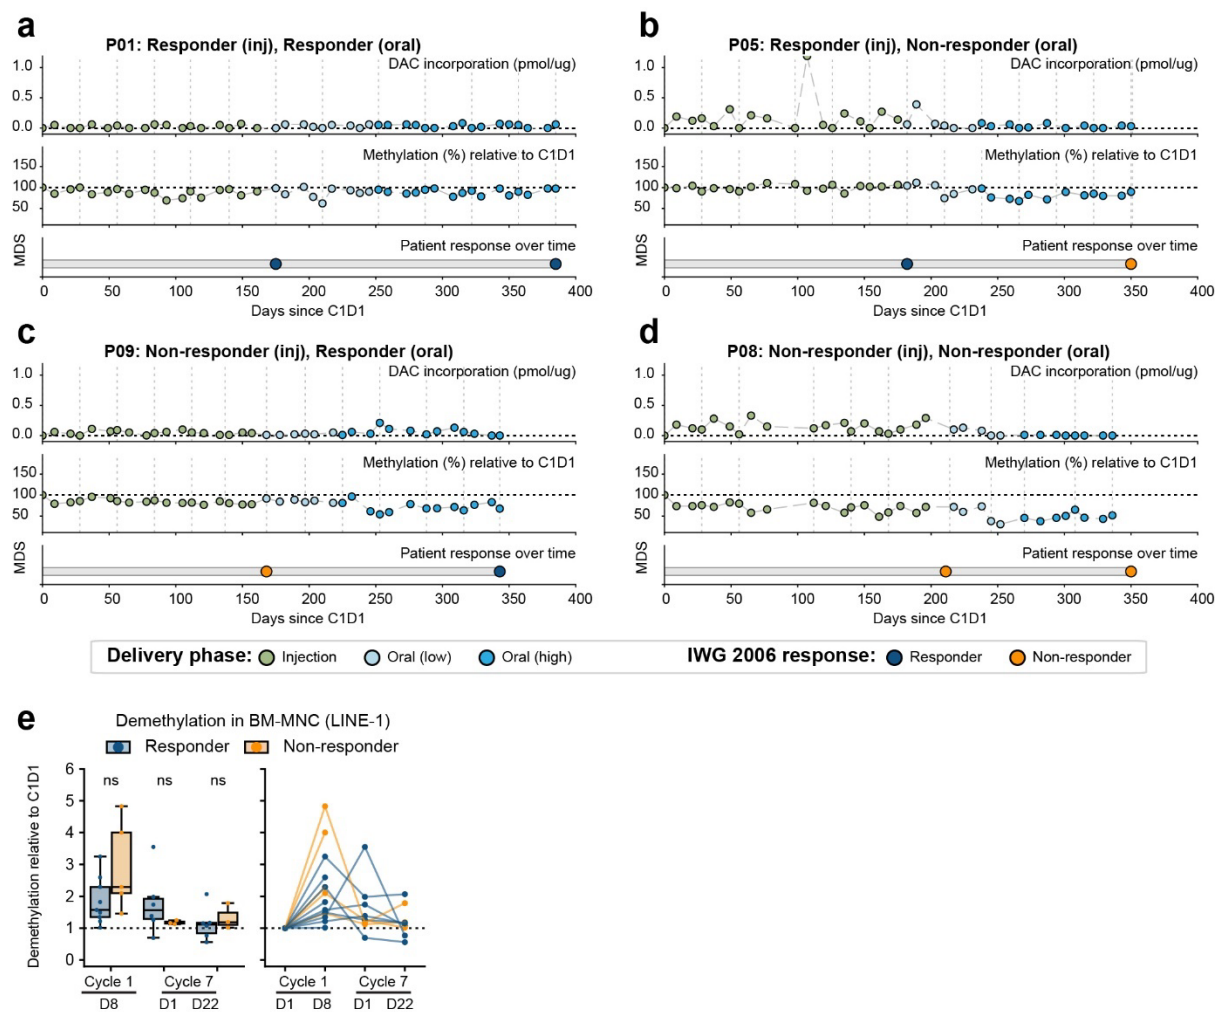 a
P01: Responder (inj), Responder (oral)
DAC incorporation (pmol/ug)
1.0
0.5
0.0
Methylation (%) relative to C1D1
150
100
50
Patient response over time
MDS
0 50 100 150 200 250 300 350 400
Days since C1D1
b
P05: Responder (inj), Non-responder (oral)
DAC incorporation (pmol/ug)
1.0
0.5
0.0
Methylation (%) relative to C1D1
150
100
50
Patient response over time
MDS
0 50 100 150 200 250 300 350 400
Days since C1D1
c
P09: Non-responder (inj), Responder (oral)
DAC incorporation (pmol/ug)
1.0
0.5
0.0
Methylation (%) relative to C1D1
150
100
50
Patient response over time
MDS
0 50 100 150 200 250 300 350 400
Days since C1D1
d
P08: Non-responder (inj), Non-responder (oral)
DAC incorporation (pmol/ug)
1.0
0.5
0.0
Methylation (%) relative to C1D1
150
100
50
Patient response over time
MDS
0 50 100 150 200 250 300 350 400
Days since C1D1
Delivery phase: Injection Oral (low) Oral (high) IWG 2006 response: Responder Non-responder
e
Demethylation in BM-MNC (LINE-1)
Responder Non-responder
Demethylation relative to C1D1
6
5
4
3
2
1
0
ns ns ns
Cycle 1 Cycle 7
D8 D1 D22
Cycle 1 Cycle 7
D1 D8 D1 D22